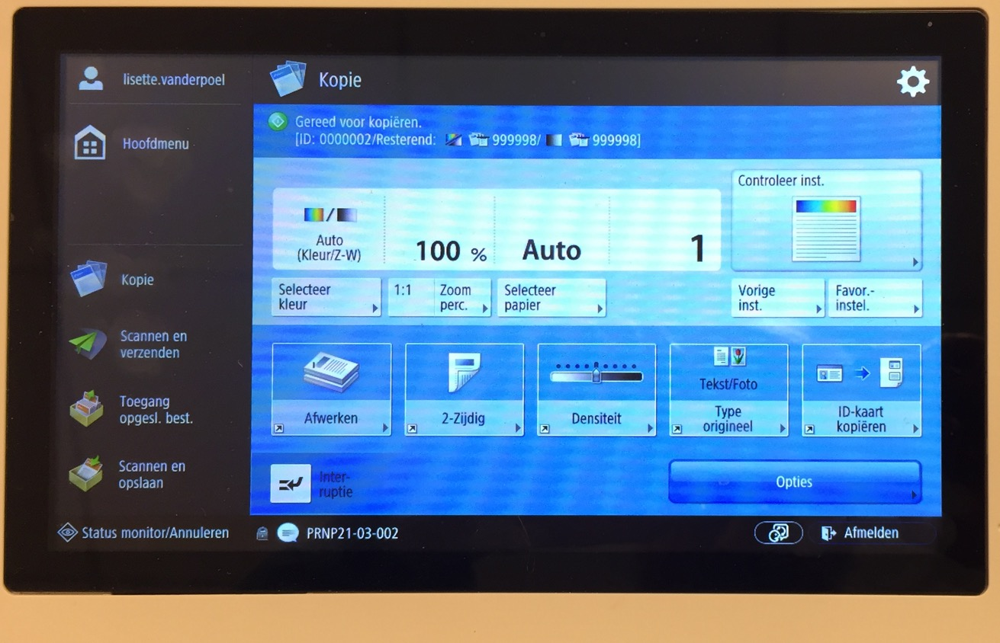 lisette.vanderpoel
Kopie
Hoofdmenu
Gereed voor kopiëren.
[ID: 0000002/Resterend: 999998/ 999998]
Controleer inst.
Auto
(Kleur/Z-W)
100 %
Auto
1
Selecteer
kleur
1:1
Zoom
perc.
Selecteer
papier
Vorige
inst.
Favor.-
instel.
Kopie
Scannen en
verzenden
Toegang
opgesl. best.
Scannen en
opslaan
Afwerken
2-Zijdig
Densiteit
Tekst/Foto
Type
origineel
ID-kaart
kopiëren
Inter-
ruptie
Opties
Status monitor/Annuleren
PRNP21-03-002
Afmelden